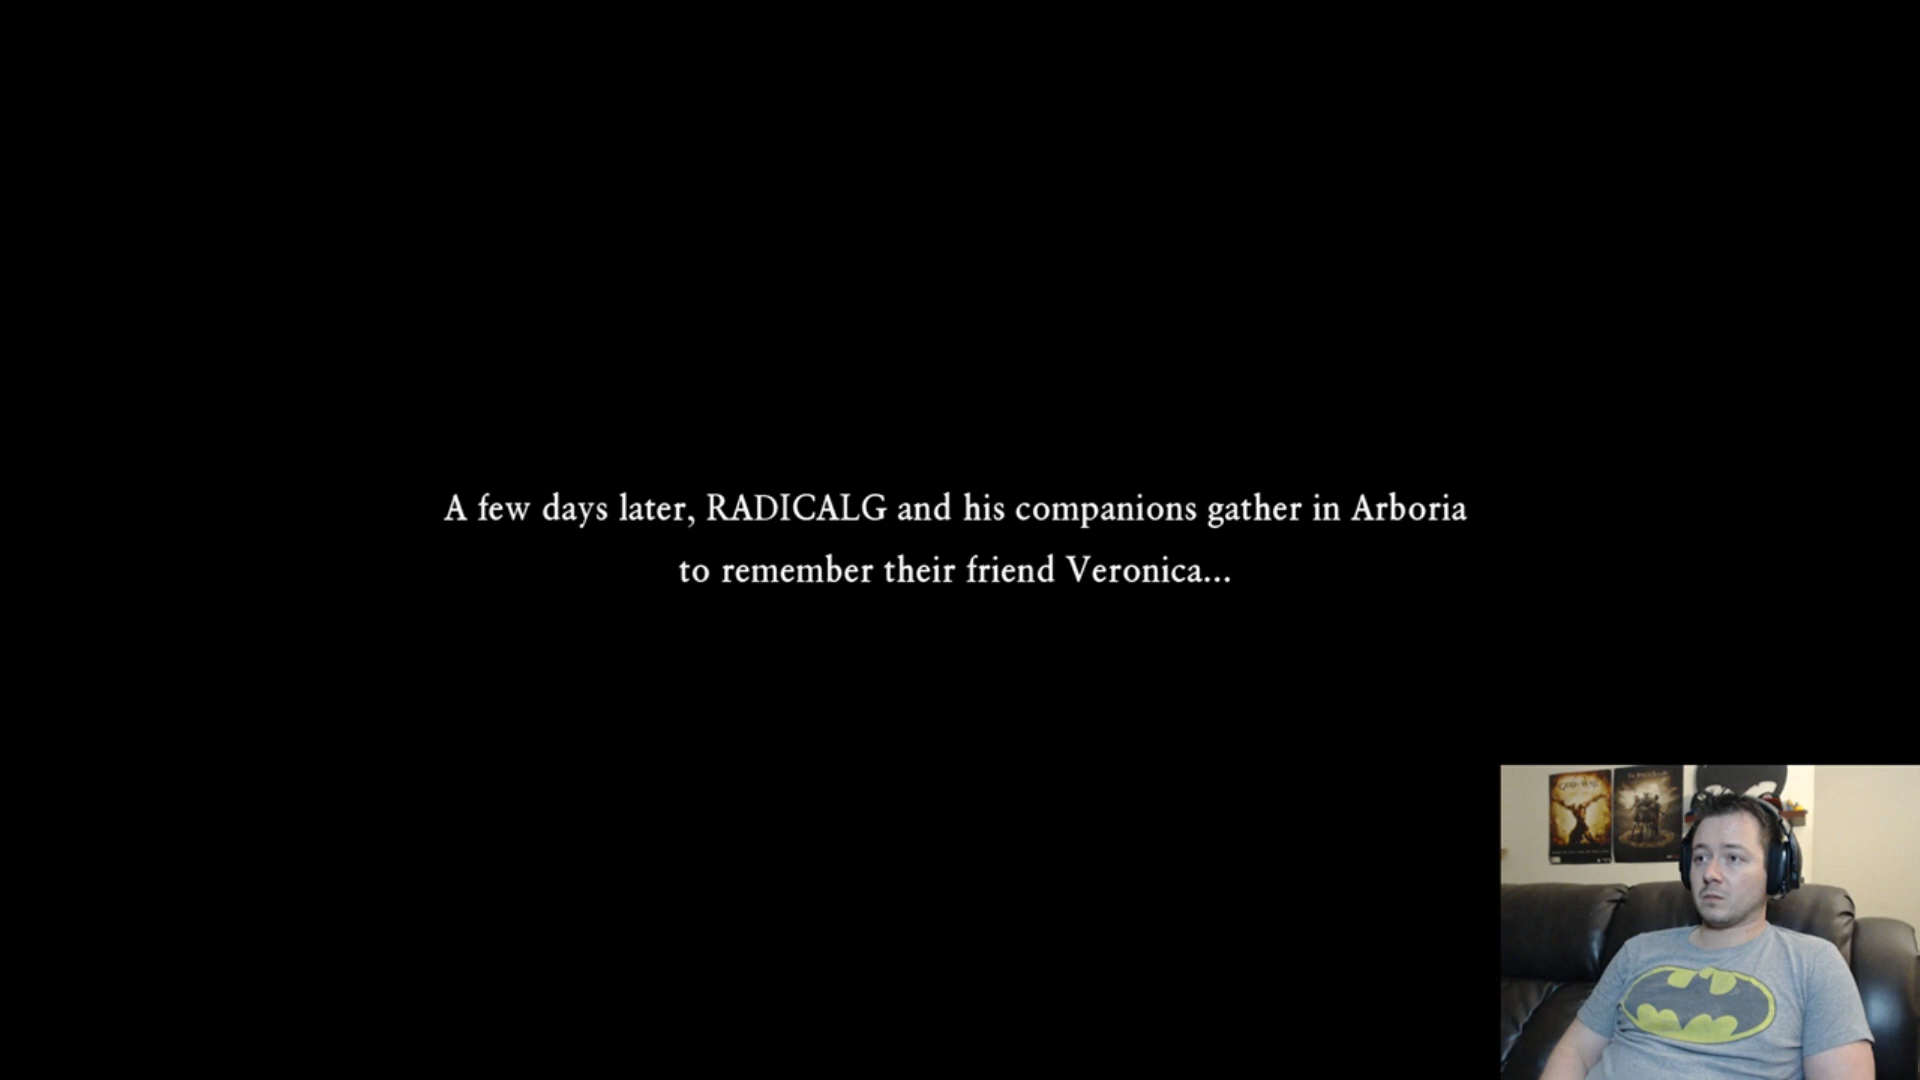 A few days later, RADICALG and his companions gather in Arboria
to remember their friend Veronica...